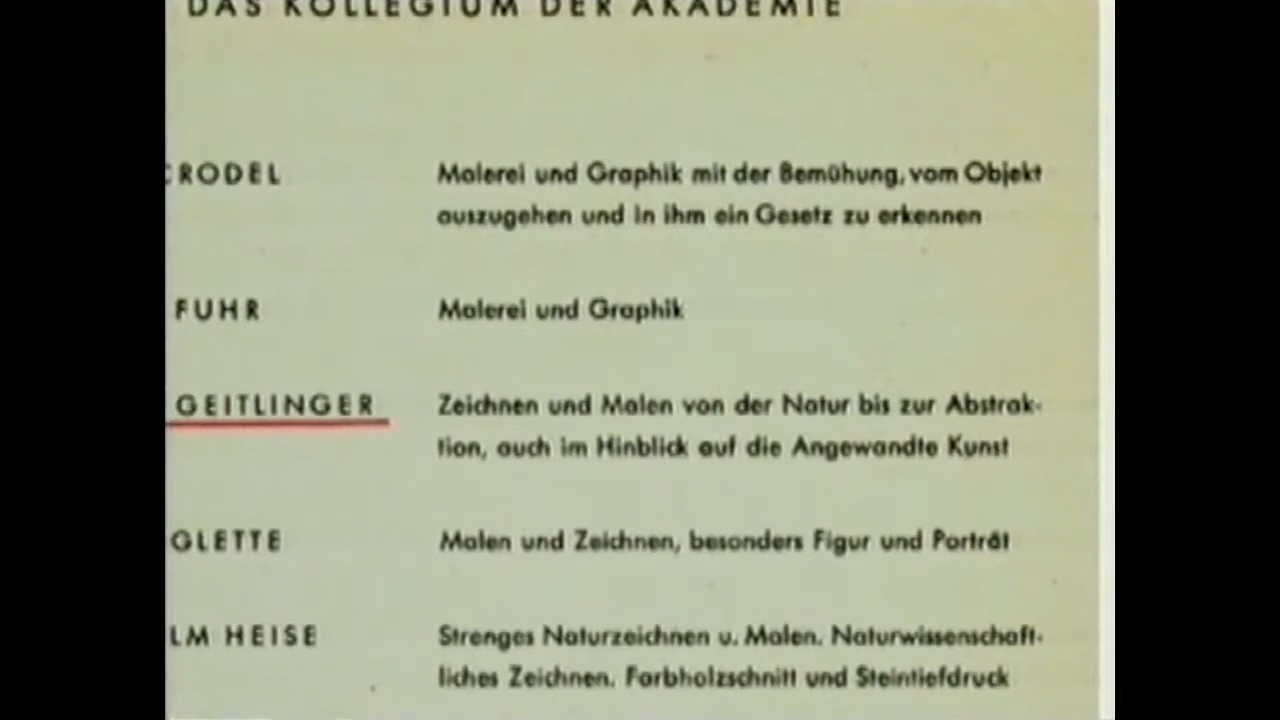 DAS KOLLEGIUM DER AKADEMIE
CRODEL Malerei und Graphik mit der Bemühung, vom Objekt
auszugehen und in ihm ein Gesetz zu erkennen
FUHR Malerei und Graphik
GEITLINGER Zeichnen und Malen von der Natur bis zur Abstrak-
tion, auch im Hinblick auf die Angewandte Kunst
GLETTE Malen und Zeichnen, besonders Figur und Porträt
LM HEISE Strenges Naturzeichnen u. Malen. Naturwissenschaft-
liches Zeichnen. Farbholzschnitt und Steintiefdruck